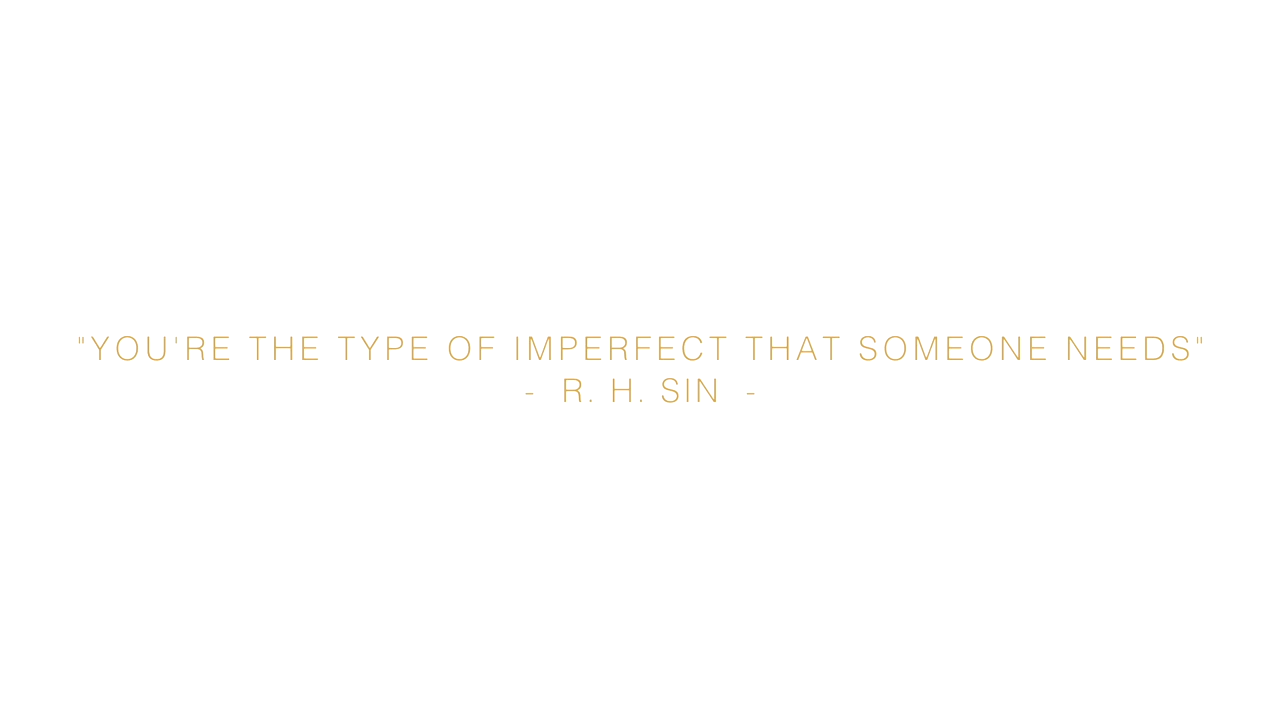 "YOU'RE THE TYPE OF IMPERFECT THAT SOMEONE NEEDS"
- R. H. SIN -